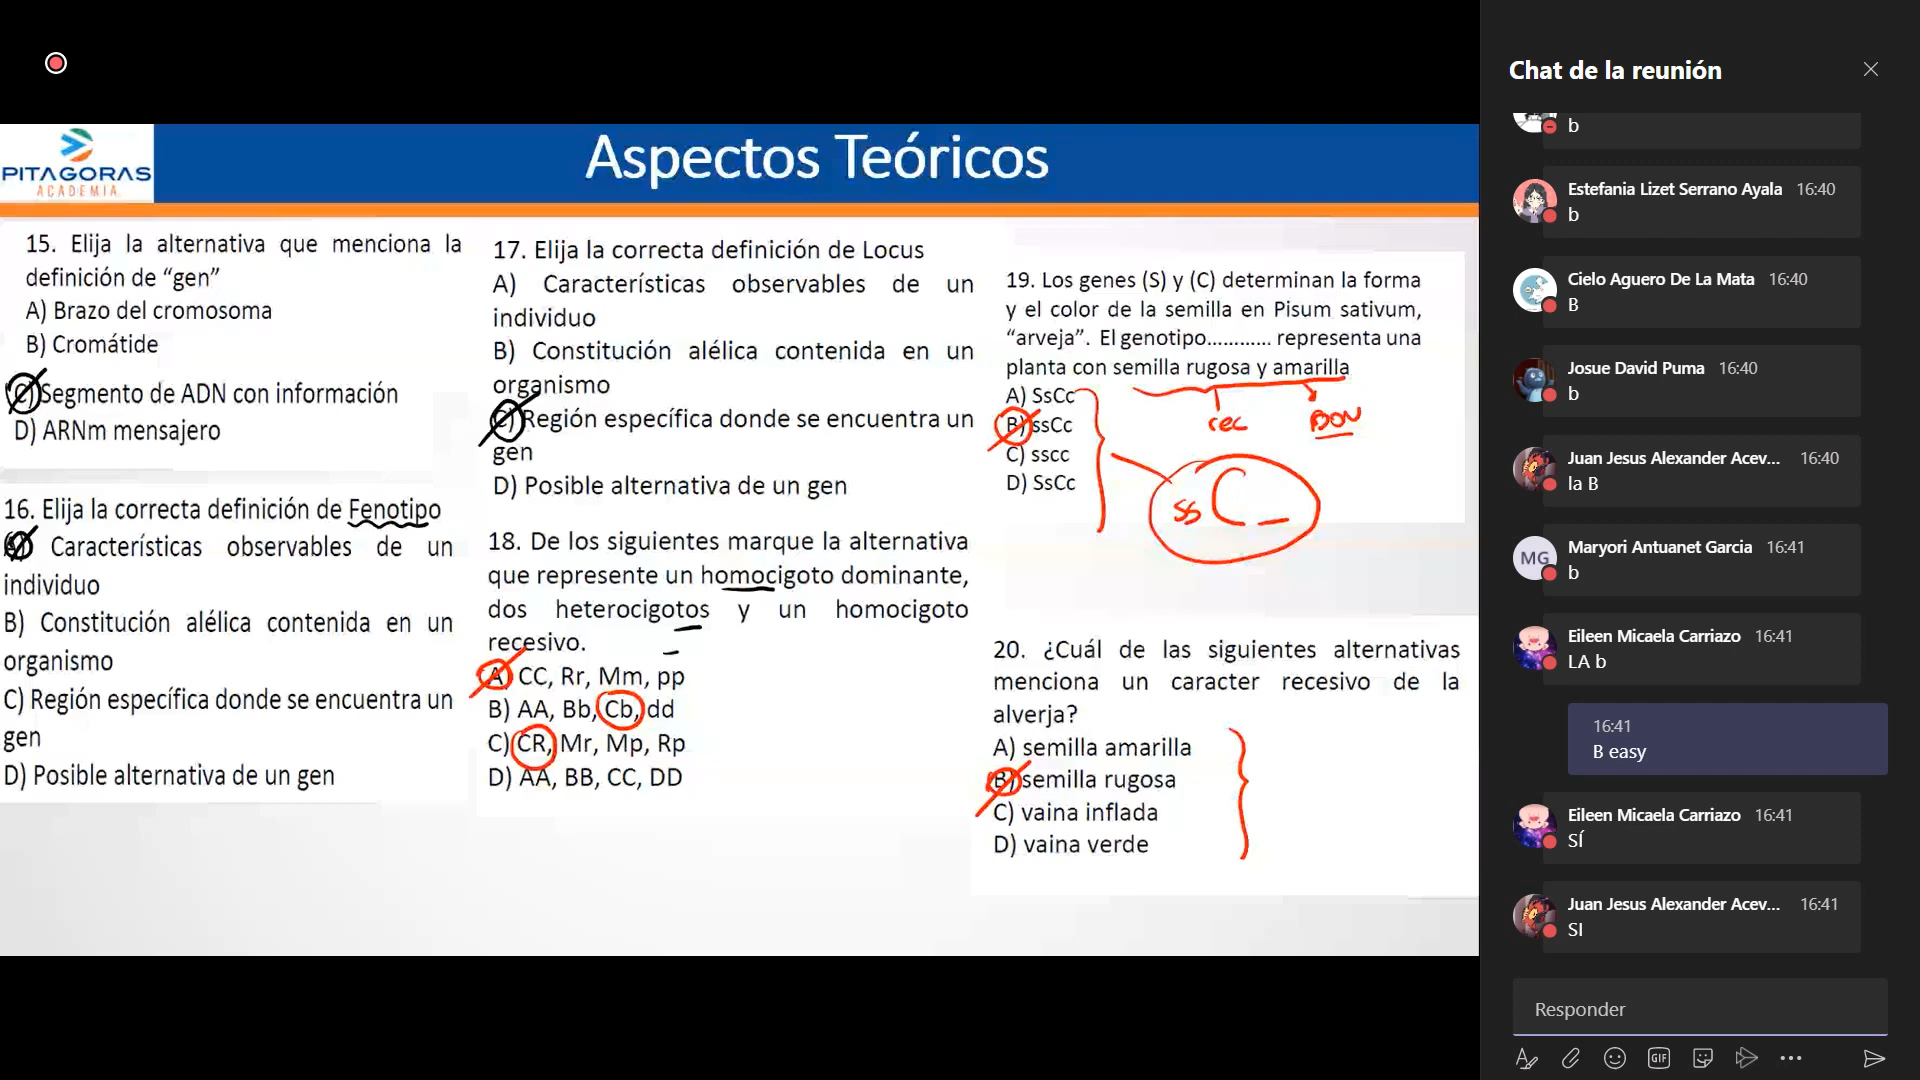 PITAGORAS
ACADEMIA
Aspectos Teóricos
15. Elija la alternativa que menciona la
definición de “gen”
A) Brazo del cromosoma
B) Cromátide
C) Segmento de ADN con información
D) ARNm mensajero
16. Elija la correcta definición de Fenotipo
A) Características observables de un
individuo
B) Constitución alélica contenida en un
organismo
C) Región específica donde se encuentra un
gen
D) Posible alternativa de un gen
17. Elija la correcta definición de Locus
A) Características observables de un
individuo
B) Constitución alélica contenida en un
organismo
C) Región específica donde se encuentra un
gen
D) Posible alternativa de un gen
18. De los siguientes marque la alternativa
que represente un homocigoto dominante,
dos heterocigotos y un homocigoto
recesivo.
A) CC, Rr, Mm, pp
B) AA, Bb, Cb, dd
C) CR, Mr, Mp, Rp
D) AA, BB, CC, DD
19. Los genes (S) y (C) determinan la forma
y el color de la semilla en Pisum sativum,
“arveja”. El genotipo............ representa una
planta con semilla rugosa y amarilla
A) SsCc
B) ssCc
C) sscc
D) SsCc
rec
ss C _
20. ¿Cuál de las siguientes alternativas
menciona un caracter recesivo de la
alverja?
A) semilla amarilla
B) semilla rugosa
C) vaina inflada
D) vaina verde
Chat de la reunión
b
Estefania Lizet Serrano Ayala 16:40
b
Cielo Aguero De La Mata 16:40
B
Josue David Puma 16:40
b
Juan Jesus Alexander Acev... 16:40
la B
MG
Maryori Antuanet Garcia 16:41
b
Eileen Micaela Carriazo 16:41
LA b
16:41
B easy
Eileen Micaela Carriazo 16:41
SÍ
Juan Jesus Alexander Acev... 16:41
SI
Responder
GIF